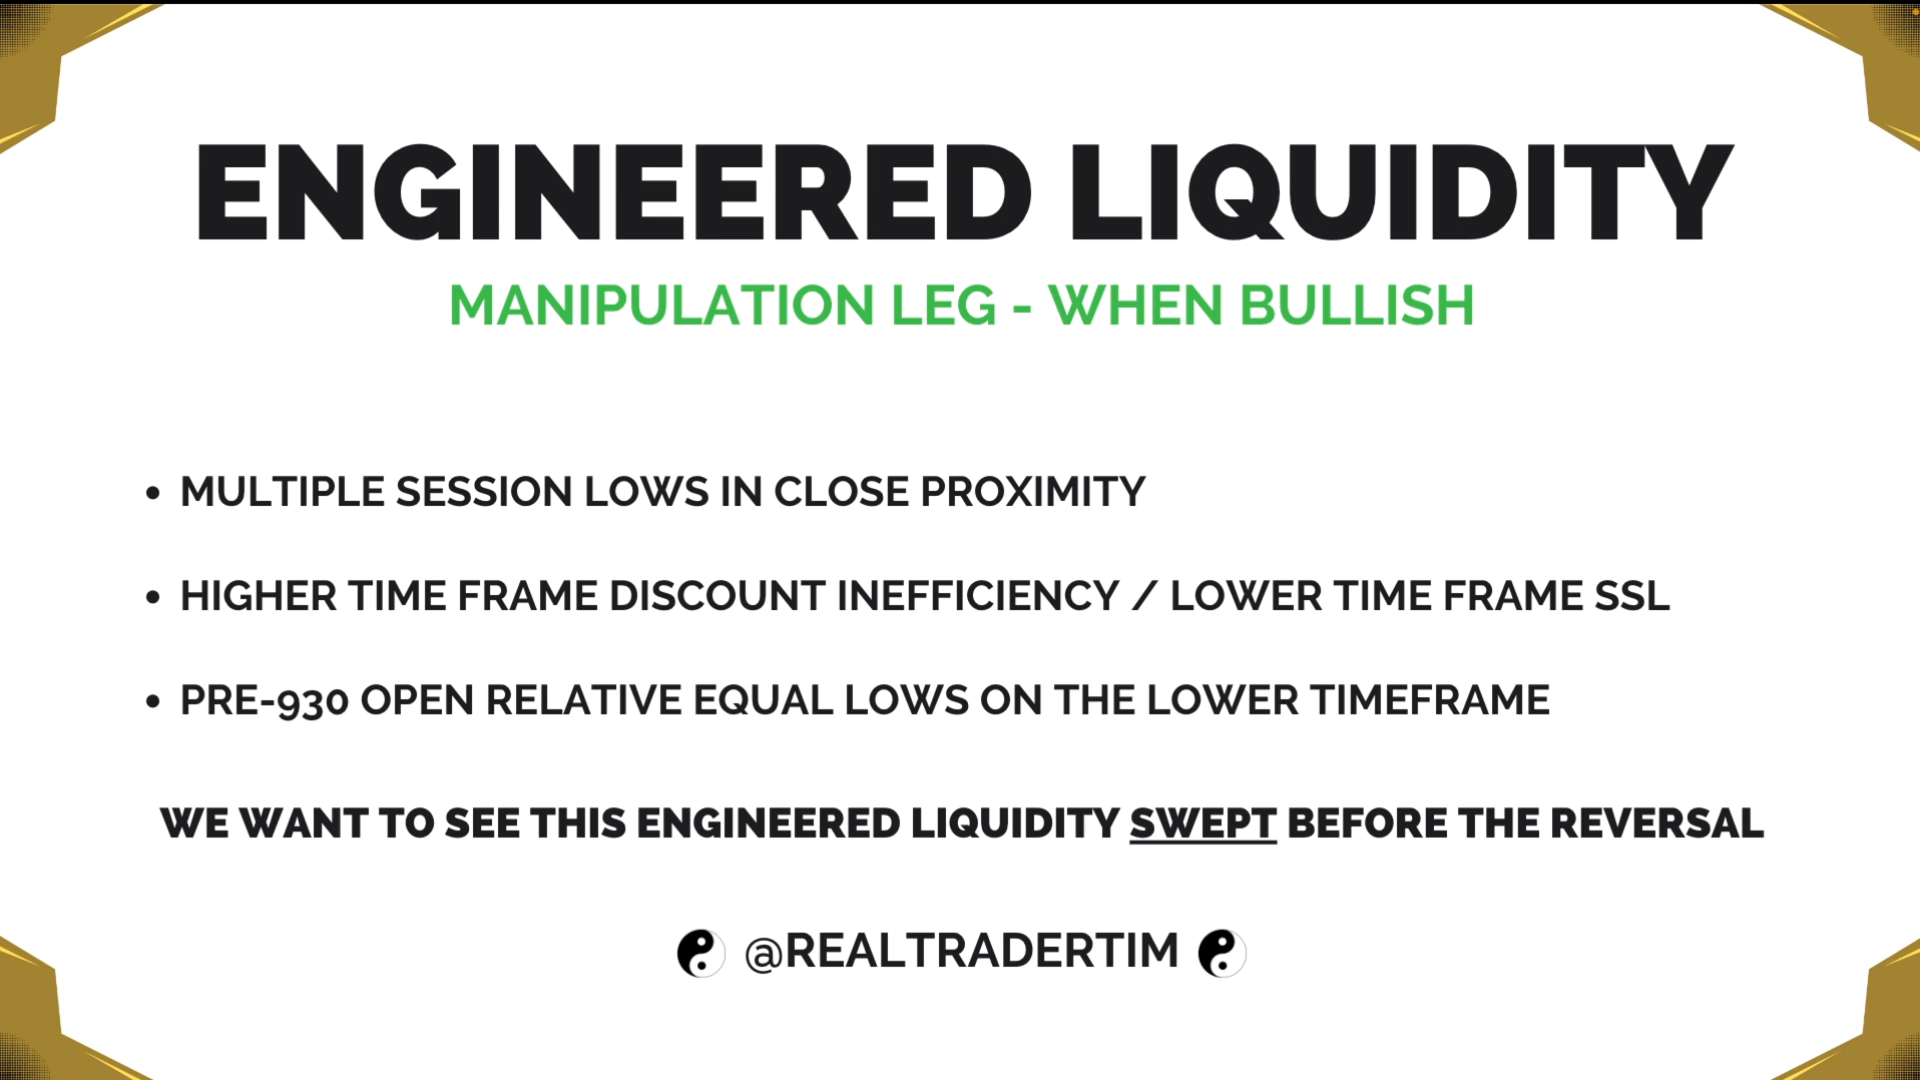 ENGINEERED LIQUIDITY
MANIPULATION LEG - WHEN BULLISH
• MULTIPLE SESSION LOWS IN CLOSE PROXIMITY
• HIGHER TIME FRAME DISCOUNT INEFFICIENCY / LOWER TIME FRAME SSL
• PRE-930 OPEN RELATIVE EQUAL LOWS ON THE LOWER TIMEFRAME
WE WANT TO SEE THIS ENGINEERED LIQUIDITY SWEPT BEFORE THE REVERSAL
@REALTRADERTIM